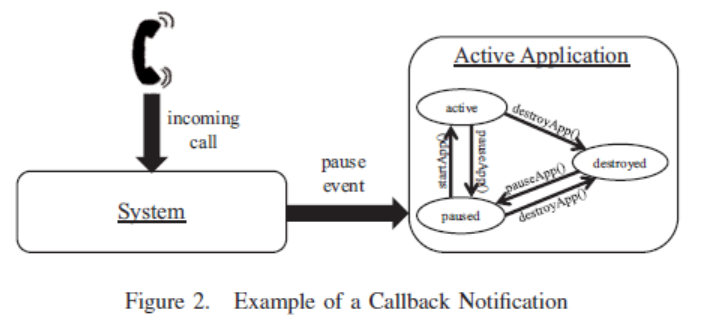 Active Application
incoming
call
System
pause
event
active
destroyApp()
startApp()
pauseApp()
destroyed
pauseApp()
destroyApp()
paused
Figure 2. Example of a Callback Notification